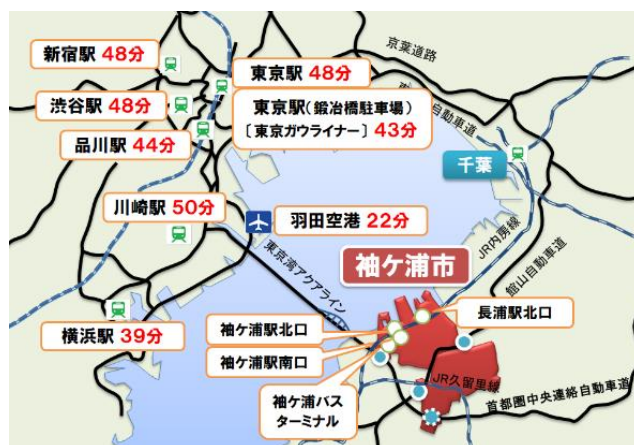 新宿駅 48分
渋谷駅 48分
品川駅 44分
川崎駅 50分
横浜駅 39分
東京駅 48分
東京駅(鍛冶橋駐車場)
〔東京ガウライナー〕43分
羽田空港 22分
京葉道路
自動車道
千葉
JR内房線
館山自動車道
東京湾アクアライン
袖ケ浦市
長浦駅北口
袖ケ浦駅北口
袖ケ浦駅南口
袖ケ浦バス
ターミナル
JR久留里線
首都圏中央連絡自動車道